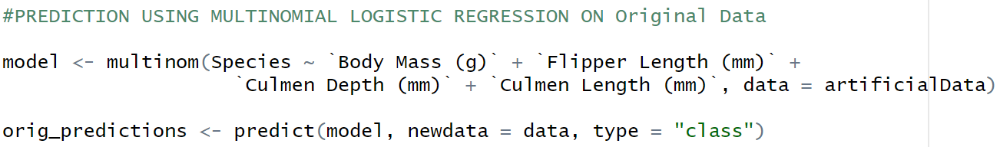 #PREDICTION USING MULTINOMIAL LOGISTIC REGRESSION ON Original Data
model <- multinom(Species ~ `Body Mass (g)` + `Flipper Length (mm)` +
`Culmen Depth (mm)` + `Culmen Length (mm)`, data = artificialData)
orig_predictions <- predict(model, newdata = data, type = "class")